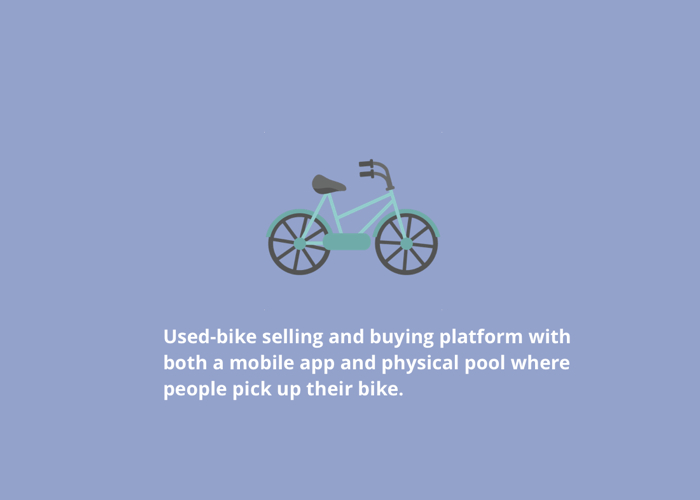 Used-bike selling and buying platform with
both a mobile app and physical pool where
people pick up their bike.